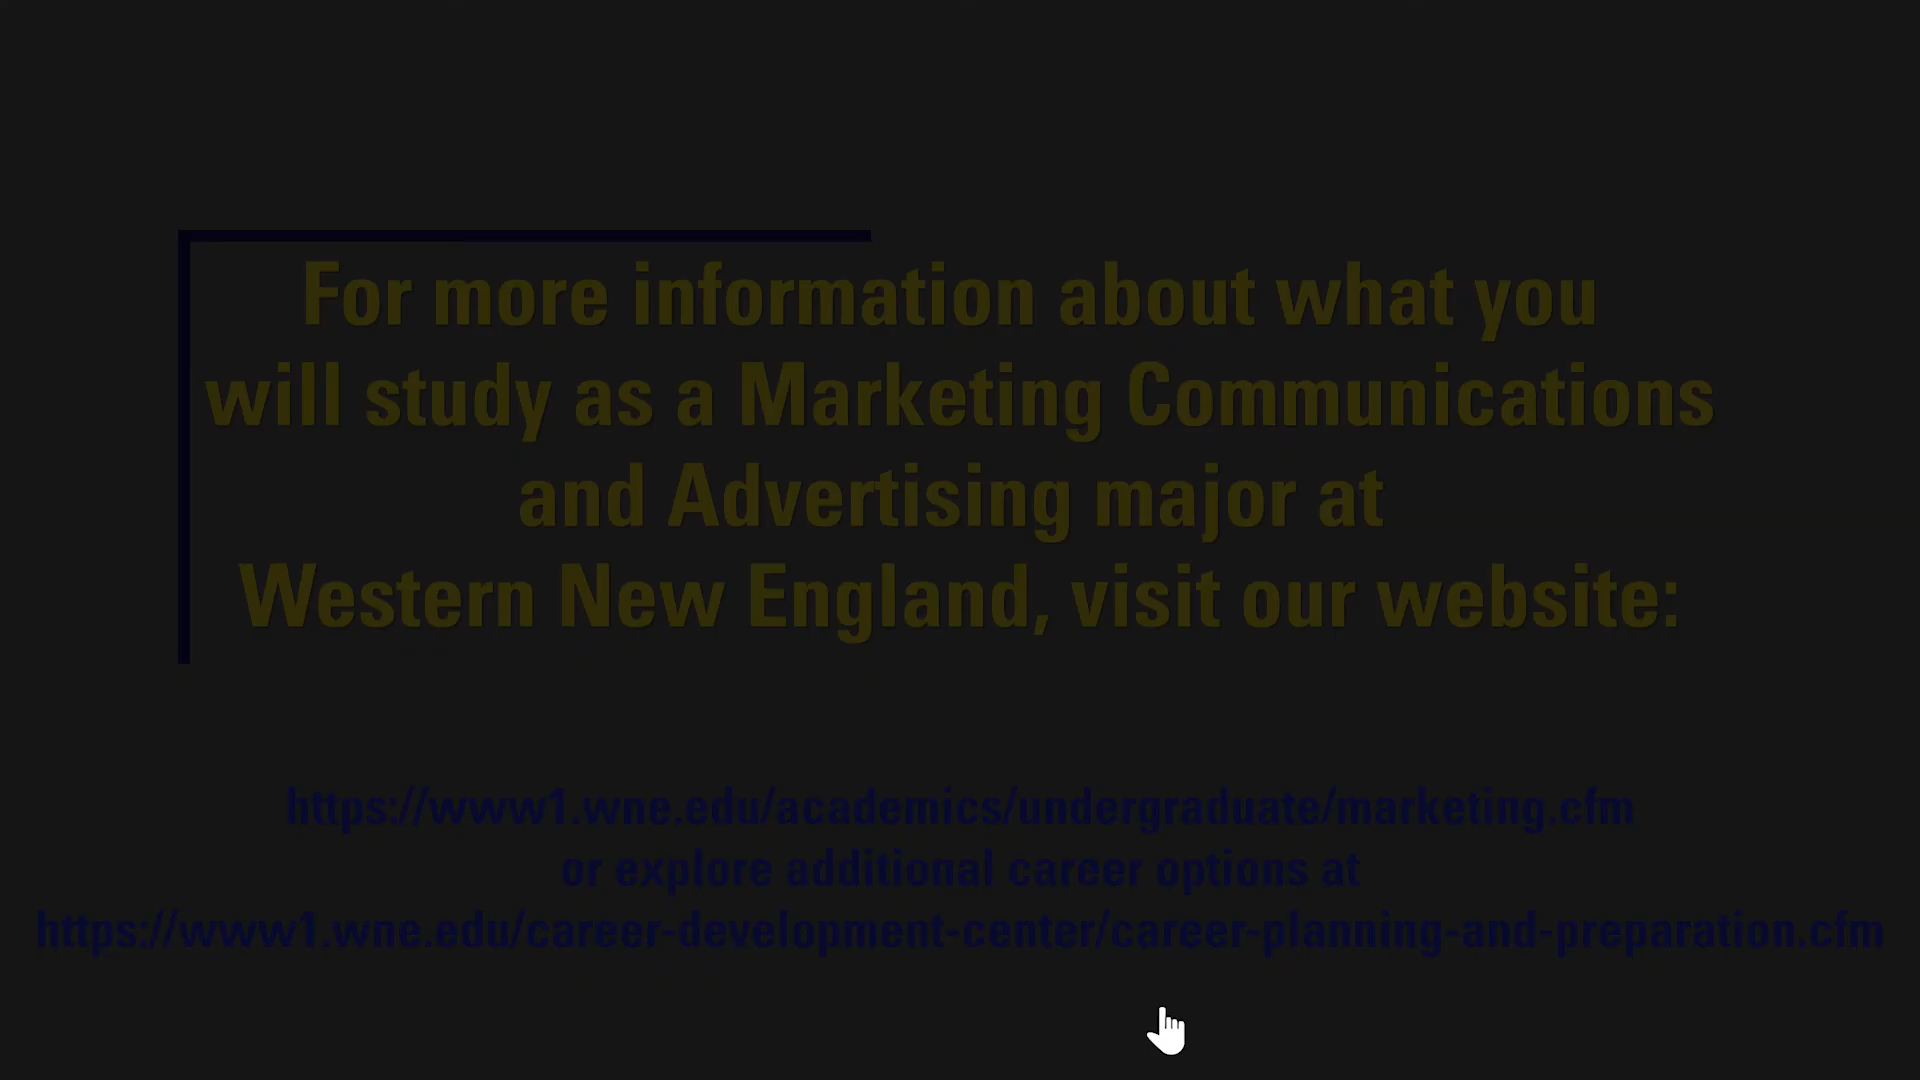 For more information about what you
will study as a Marketing Communications
and Advertising major at
Western New England, visit our website:
https://www1.wne.edu/academics/undergraduate/marketing.cfm
or explore additional career options at
https://www1.wne.edu/career-development-center/career-planning-and-preparation.cfm